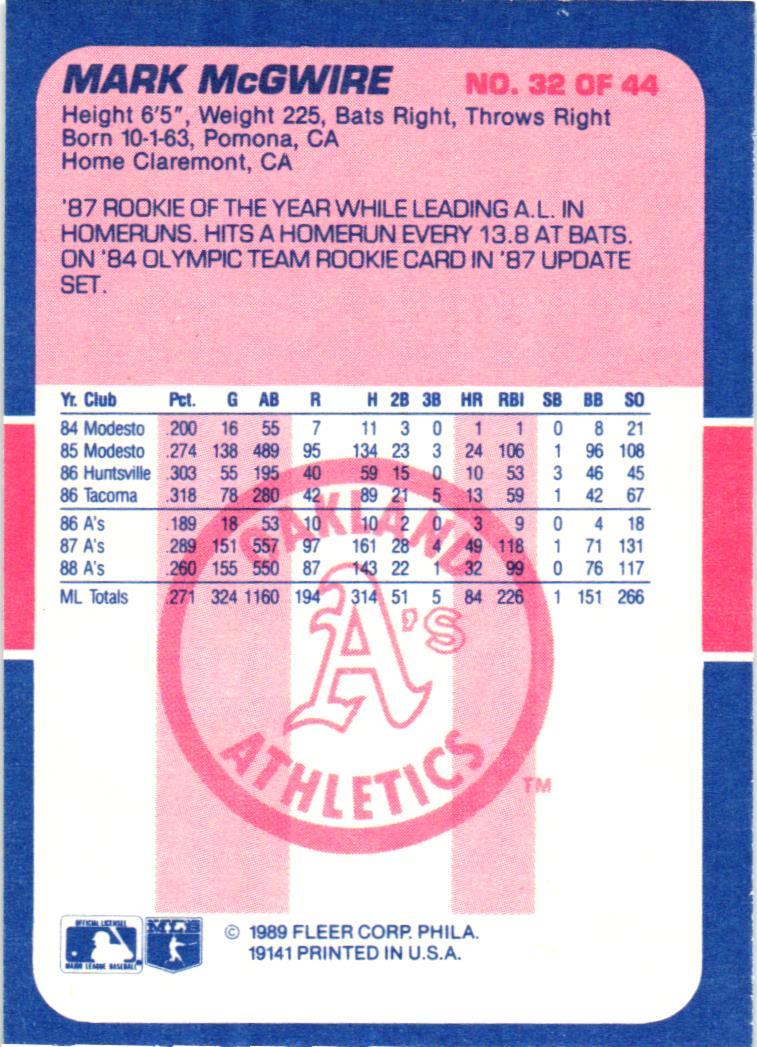 MARK McGWIRE NO. 32 OF 44
Height 6'5", Weight 225, Bats Right, Throws Right
Born 10-1-63, Pomona, CA
Home Claremont, CA
'87 ROOKIE OF THE YEAR WHILE LEADING A.L. IN
HOMERUNS. HITS A HOMERUN EVERY 13.8 AT BATS.
ON '84 OLYMPIC TEAM ROOKIE CARD IN '87 UPDATE
SET.
Yr. Club Pct. G AB R H 2B 3B HR RBI SB BB SO
84 Modesto .200 16 55 7 11 3 0 1 1 0 8 21
85 Modesto .274 138 489 95 134 23 3 24 106 1 96 108
86 Huntsville .303 55 195 40 59 15 0 10 53 3 46 45
86 Tacoma .318 78 280 42 89 21 5 13 59 1 42 67
86 A's .189 18 53 10 10 2 0 3 9 0 4 18
87 A's .289 151 557 97 161 28 4 49 118 1 71 131
88 A's .260 155 550 87 143 22 1 32 99 0 76 117
ML Totals .271 324 1160 194 314 51 5 84 226 1 151 266
OAKLAND
A's
ATHLETICS
TM
OFFICIAL LICENSEE
MAJOR LEAGUE BASEBALL
© 1989 FLEER CORP. PHILA.
19141 PRINTED IN U.S.A.